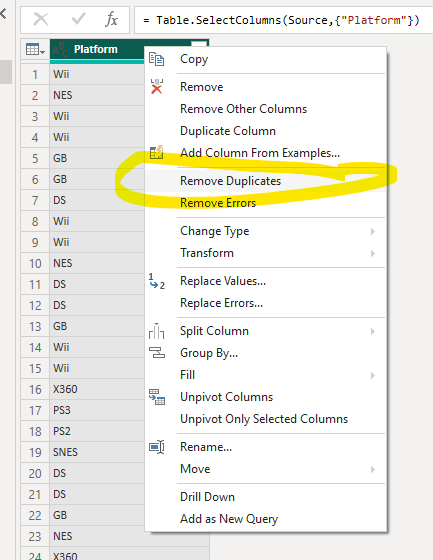 = Table.SelectColumns(Source,{"Platform"})
Platform
1 Wii
2 NES
3 Wii
4 Wii
5 GB
6 GB
7 DS
8 Wii
9 Wii
10 NES
11 DS
12 DS
13 GB
14 Wii
15 Wii
16 X360
17 PS3
18 PS2
19 SNES
20 DS
21 DS
22 GB
23 NES
24 X360
Copy
Remove
Remove Other Columns
Duplicate Column
Add Column From Examples...
Remove Duplicates
Remove Errors
Change Type
Transform
Replace Values...
Replace Errors...
Split Column
Group By...
Fill
Unpivot Columns
Unpivot Only Selected Columns
Rename...
Move
Drill Down
Add as New Query